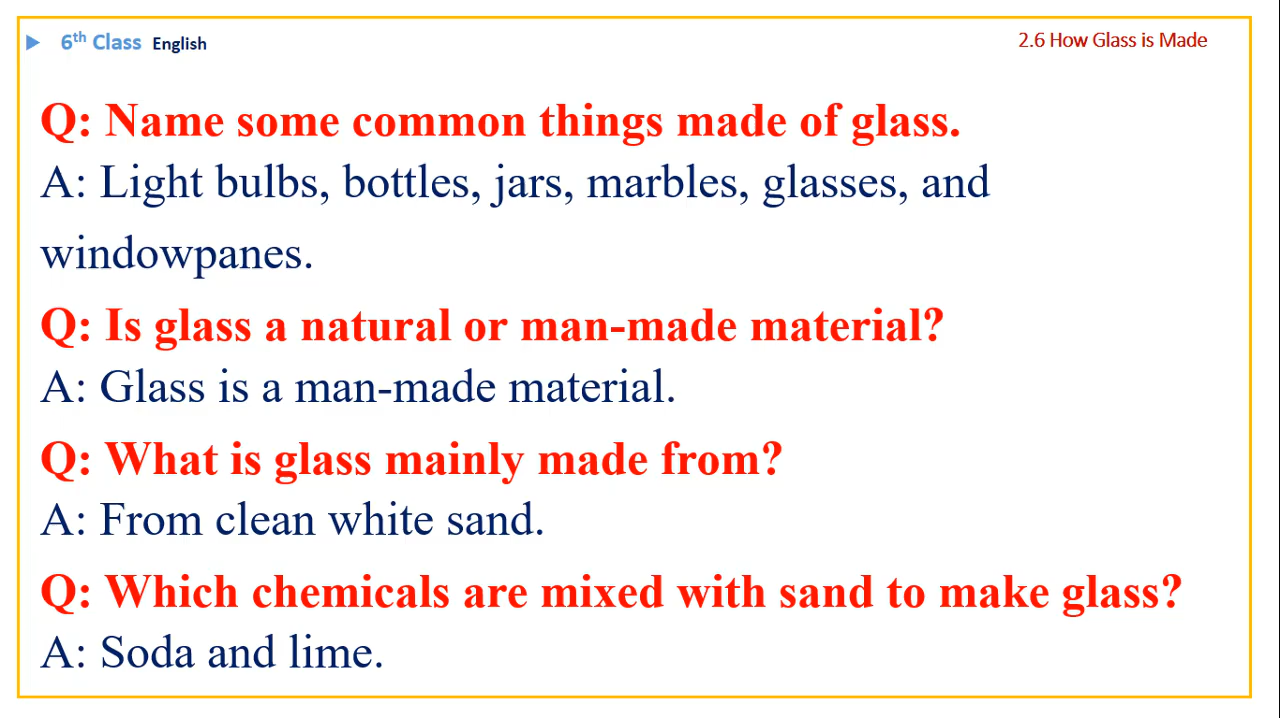 6th Class English
2.6 How Glass is Made
Q: Name some common things made of glass.
A: Light bulbs, bottles, jars, marbles, glasses, and
windowpanes.
Q: Is glass a natural or man-made material?
A: Glass is a man-made material.
Q: What is glass mainly made from?
A: From clean white sand.
Q: Which chemicals are mixed with sand to make glass?
A: Soda and lime.